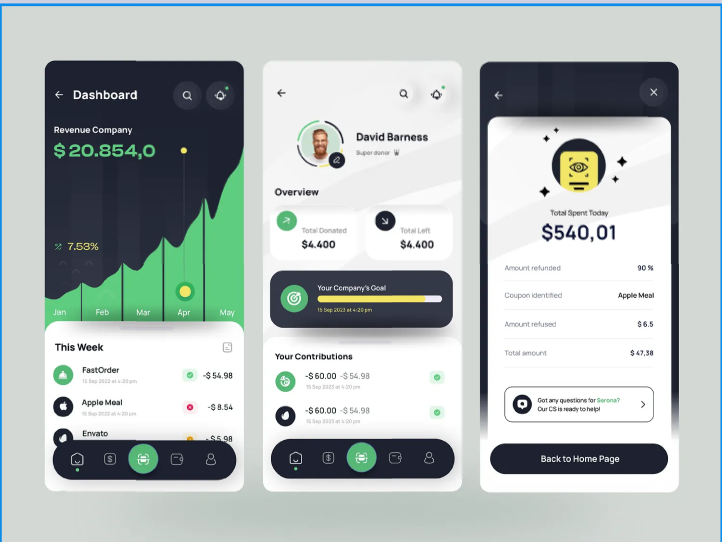 Dashboard
Revenue Company
$ 20.854,0
7.53%
Jan Feb Mar Apr May
This Week
FastOrder
15 Sep 2022 at 4:20 pm
-$ 54.98
Apple Meal
15 Sep 2022 at 4:20 pm
-$ 8.54
Envato
-$ 5.98
David Barness
Super donor
Overview
Total Donated
$4.400
Total Left
$4.400
Your Company's Goal
15 Sep 2023 at 4:20 pm
Your Contributions
-$ 60.00 -$ 54.98
15 Sep 2023 at 4:20 pm
-$ 60.00 -$ 54.98
15 Sep 2023 at 4:20 pm
Total Spent Today
$540,01
Amount refunded 90 %
Coupon identified Apple Meal
Amount refused $ 6.5
Total amount $ 47,38
Got any questions for Serona?
Our CS is ready to help!
Back to Home Page